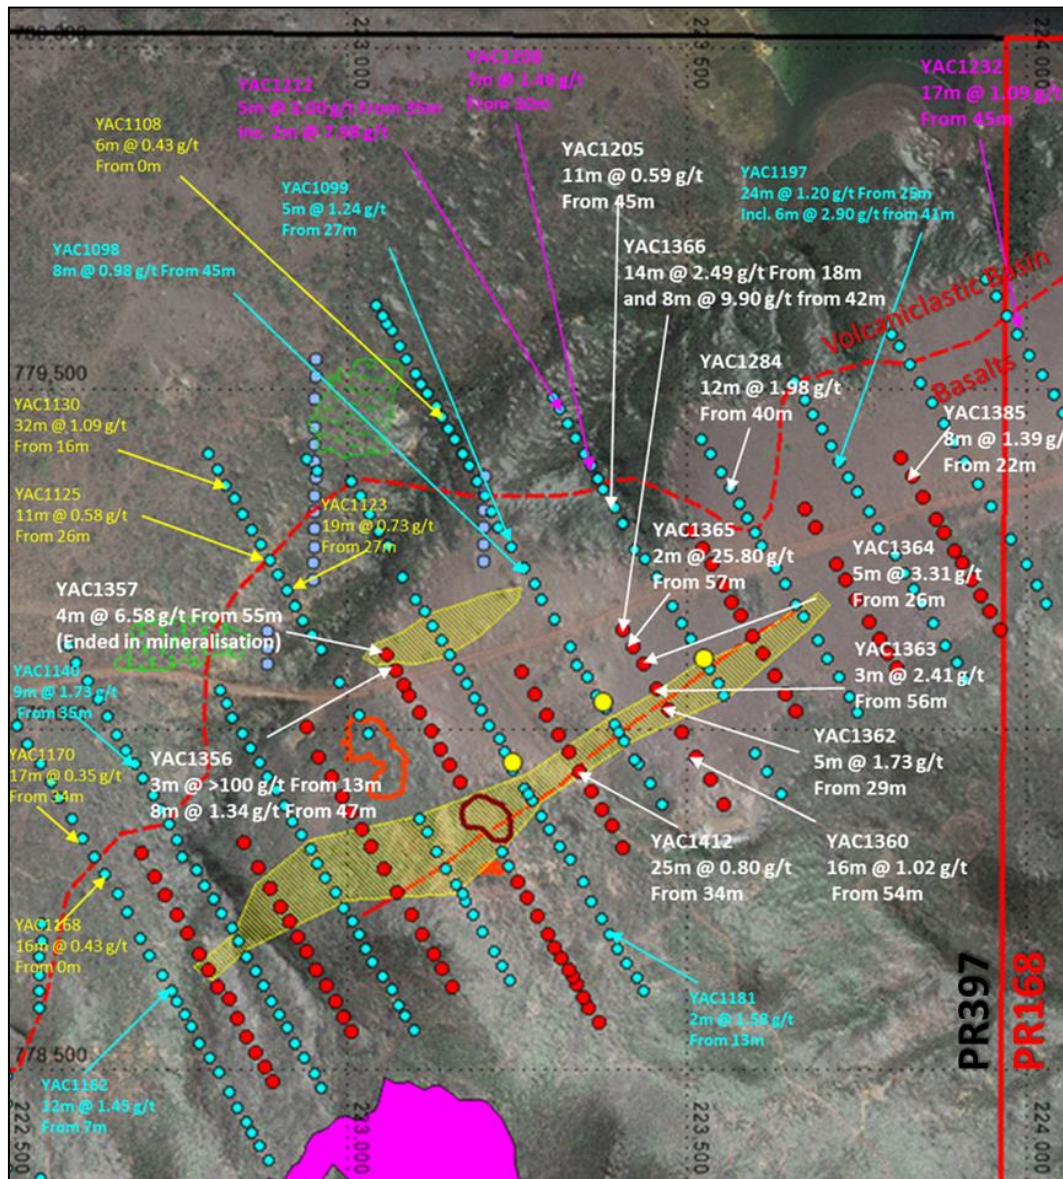 780 000
223 000
223 500
224 000
YAC1208
7m @ 1.46 g/t
From 30m
YAC1212
5m @ 3.60 g/t From 35m
Inc. 2m @ 7.98 g/t
YAC1232
17m @ 1.09 g/t
From 45m
YAC1108
6m @ 0.43 g/t
From 0m
YAC1205
11m @ 0.59 g/t
From 45m
YAC1099
5m @ 1.24 g/t
From 27m
YAC1197
24m @ 1.20 g/t From 25m
Incl. 6m @ 2.90 g/t from 41m
YAC1098
8m @ 0.98 g/t From 45m
YAC1366
14m @ 2.49 g/t From 18m
and 8m @ 9.90 g/t from 42m
Volcaniclastic Basin
Basalts
YAC1284
12m @ 1.98 g/t
From 40m
779,500
YAC1385
8m @ 1.39 g/t
From 22m
YAC1130
32m @ 1.09 g/t
From 16m
YAC1125
11m @ 0.58 g/t
From 26m
YAC1123
19m @ 0.73 g/t
From 27m
YAC1365
2m @ 25.80 g/t
From 57m
YAC1364
5m @ 3.31 g/t
From 26m
YAC1357
4m @ 6.58 g/t From 55m
(Ended in mineralisation)
YAC1363
3m @ 2.41 g/t
From 56m
YAC1140
9m @ 1.73 g/t
From 35m
YAC1362
5m @ 1.73 g/t
From 29m
YAC1170
17m @ 0.35 g/t
From 34m
YAC1356
3m @ >100 g/t From 13m
8m @ 1.34 g/t From 47m
YAC1412
25m @ 0.80 g/t
From 34m
YAC1360
16m @ 1.02 g/t
From 54m
YAC1168
16m @ 0.43 g/t
From 0m
YAC1181
2m @ 1.58 g/t
From 13m
PR397
PR168
778,500
YAC1162
12m @ 1.45 g/t
From 7m
222,500
223,000
223,500
224,000